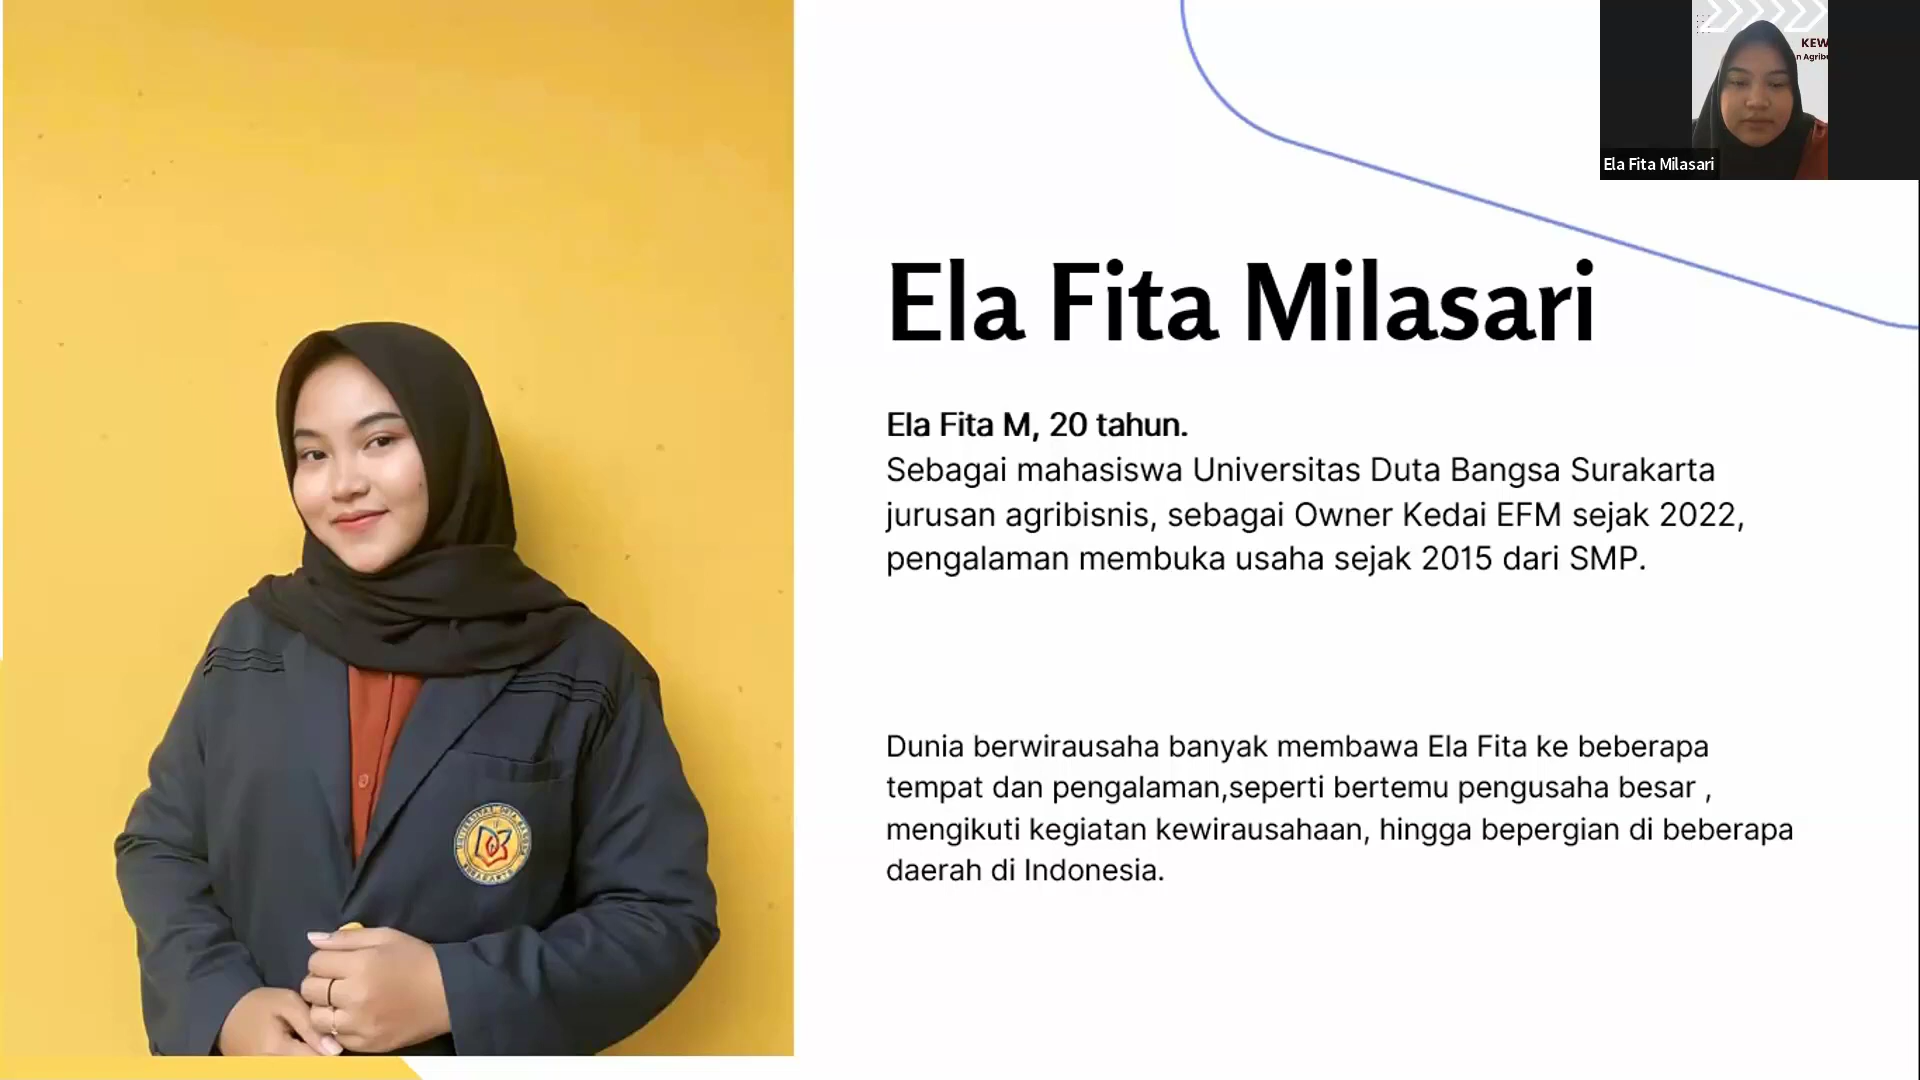 KEW
n Agrib
Ela Fita Milasari
Ela Fita Milasari
Ela Fita M, 20 tahun.
Sebagai mahasiswa Universitas Duta Bangsa Surakarta
jurusan agribisnis, sebagai Owner Kedai EFM sejak 2022,
pengalaman membuka usaha sejak 2015 dari SMP.
Dunia berwirausaha banyak membawa Ela Fita ke beberapa
tempat dan pengalaman,seperti bertemu pengusaha besar ,
mengikuti kegiatan kewirausahaan, hingga bepergian di beberapa
daerah di Indonesia.